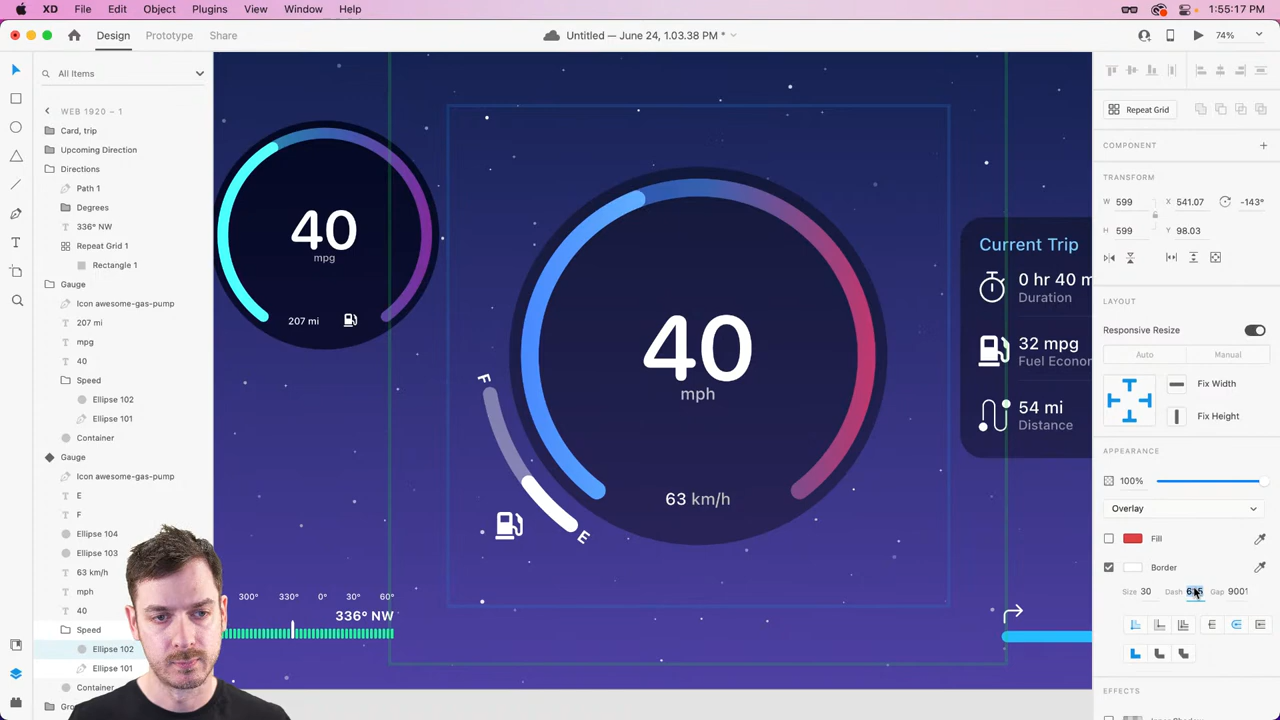 XD File Edit Object Plugins View Window Help 1:55:17 PM
Design Prototype Share Untitled — June 24, 1.03.38 PM * 74%
All Items
WEB 1920 – 1
Card, trip
Upcoming Direction
Directions
Path 1
Degrees
336° NW
Repeat Grid 1
Rectangle 1
Gauge
Icon awesome-gas-pump
207 mi
mpg
40
Speed
Ellipse 102
Ellipse 101
Container
Gauge
Icon awesome-gas-pump
E
F
Ellipse 104
Ellipse 103
63 km/h
mph
40
Speed
Ellipse 102
Ellipse 101
Container
40
mpg
207 mi
300° 330° 0° 30° 60°
336° NW
40
mph
63 km/h
F
E
Current Trip
0 hr 40 m
Duration
32 mpg
Fuel Econor
54 mi
Distance
Repeat Grid
COMPONENT
TRANSFORM
W 599 X 541.07 -143°
H 599 Y 98.03
LAYOUT
Responsive Resize
Auto Manual
Fix Width
Fix Height
APPEARANCE
100%
Overlay
Fill
Border
Size 30 Dash Gap 9001
EFFECTS